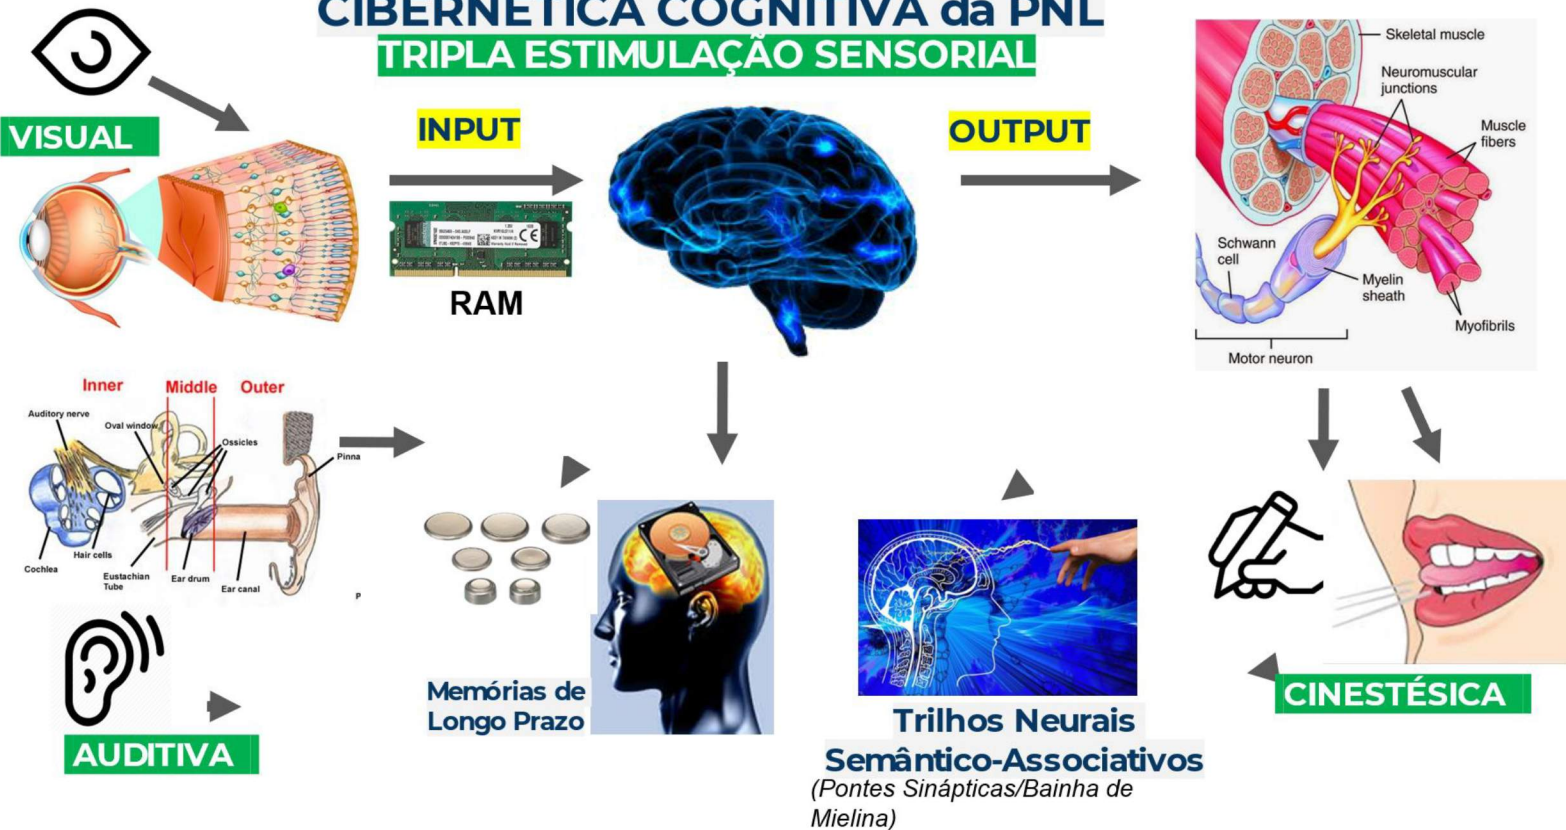 CIBERNÉTICA COGNITIVA da PNL
TRIPLA ESTIMULAÇÃO SENSORIAL
VISUAL
INPUT
OUTPUT
RAM
Skeletal muscle
Neuromuscular
junctions
Muscle
fibers
Schwann
cell
Myelin
sheath
Myofibrils
Motor neuron
Inner
Middle
Outer
Auditory nerve
Oval window
Ossicles
Pinna
Cochlea
Hair cells
Eustachian
Tube
Ear drum
Ear canal
P
AUDITIVA
Memórias de
Longo Prazo
Trilhos Neurais
Semântico-Associativos
(Pontes Sinápticas/Bainha de
Mielina)
CINESTÉSICA